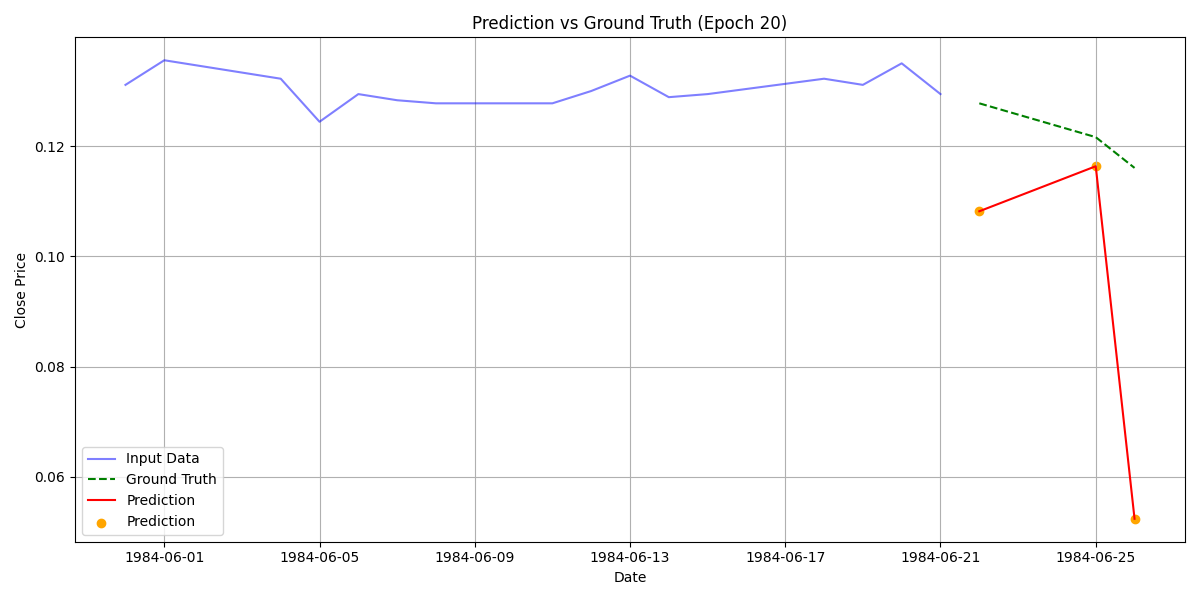 Prediction vs Ground Truth (Epoch 20)
Close Price
0.12
0.10
0.08
0.06
Input Data
Ground Truth
Prediction
Prediction
1984-06-01 1984-06-05 1984-06-09 1984-06-13 1984-06-17 1984-06-21 1984-06-25
Date